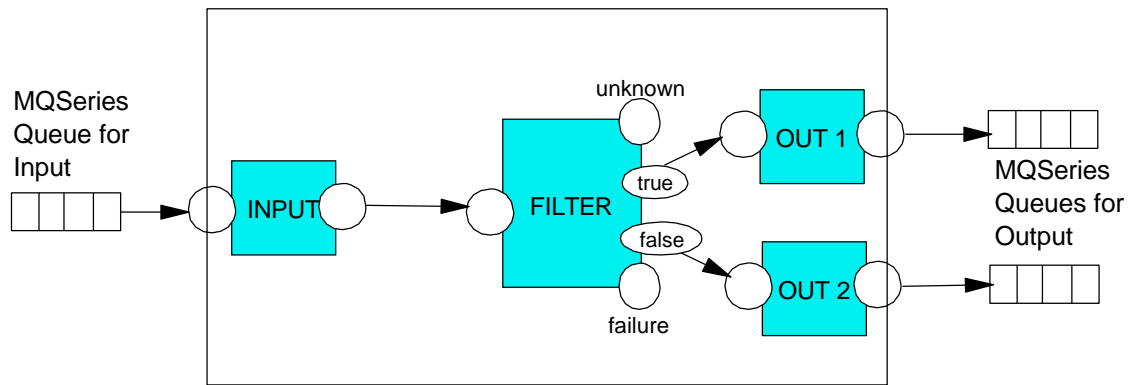 MQSeries
Queue for
Input
INPUT
FILTER
unknown
true
false
failure
OUT 1
OUT 2
MQSeries
Queues for
Output